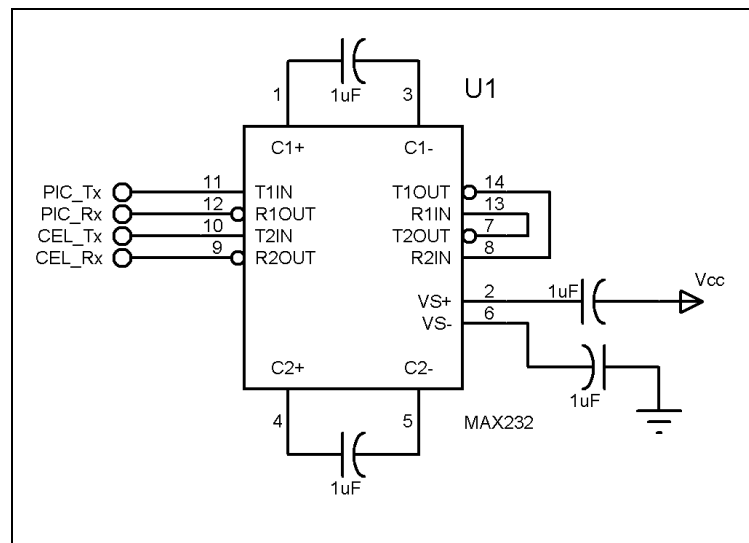 U1
1uF
1
3
C1+
C1-
PIC_Tx
11
T1IN
T1OUT
14
PIC_Rx
12
R1OUT
R1IN
13
CEL_Tx
10
T2IN
T2OUT
7
CEL_Rx
9
R2OUT
R2IN
8
VS+
2
1uF
Vcc
VS-
6
C2+
C2-
1uF
4
5
MAX232
1uF